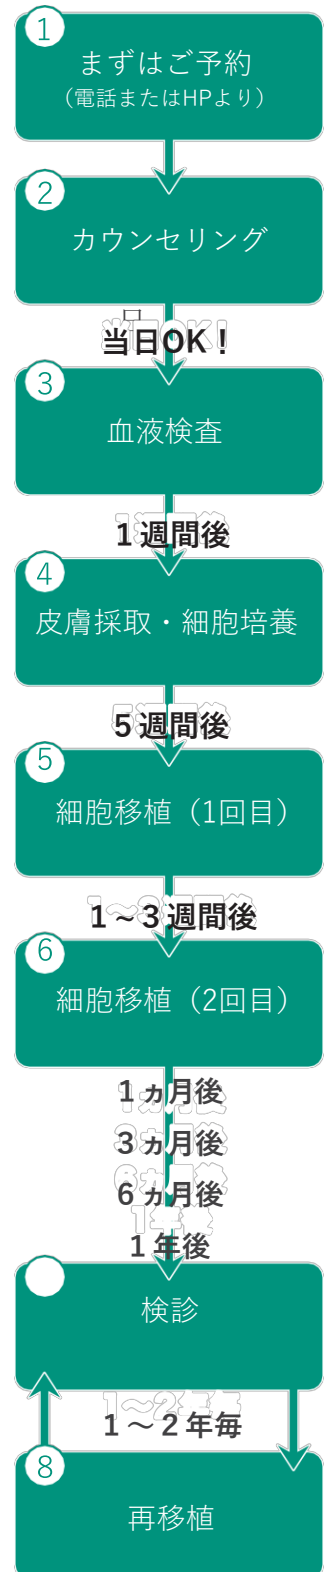 1
まずはご予約
（電話またはHPより）
2
カウンセリング
当日OK！
3
血液検査
1週間後
4
皮膚採取・細胞培養
5週間後
5
細胞移植（1回目）
1～3週間後
6
細胞移植（2回目）
1ヵ月後
3ヵ月後
6ヵ月後
1年後
検診
1～2年毎
8
再移植